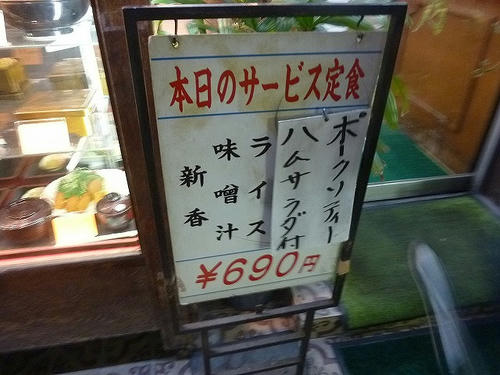 本日のサービス定食
ポークソティー
ハムサラダ付
ライス
味噌汁
新香
¥690円